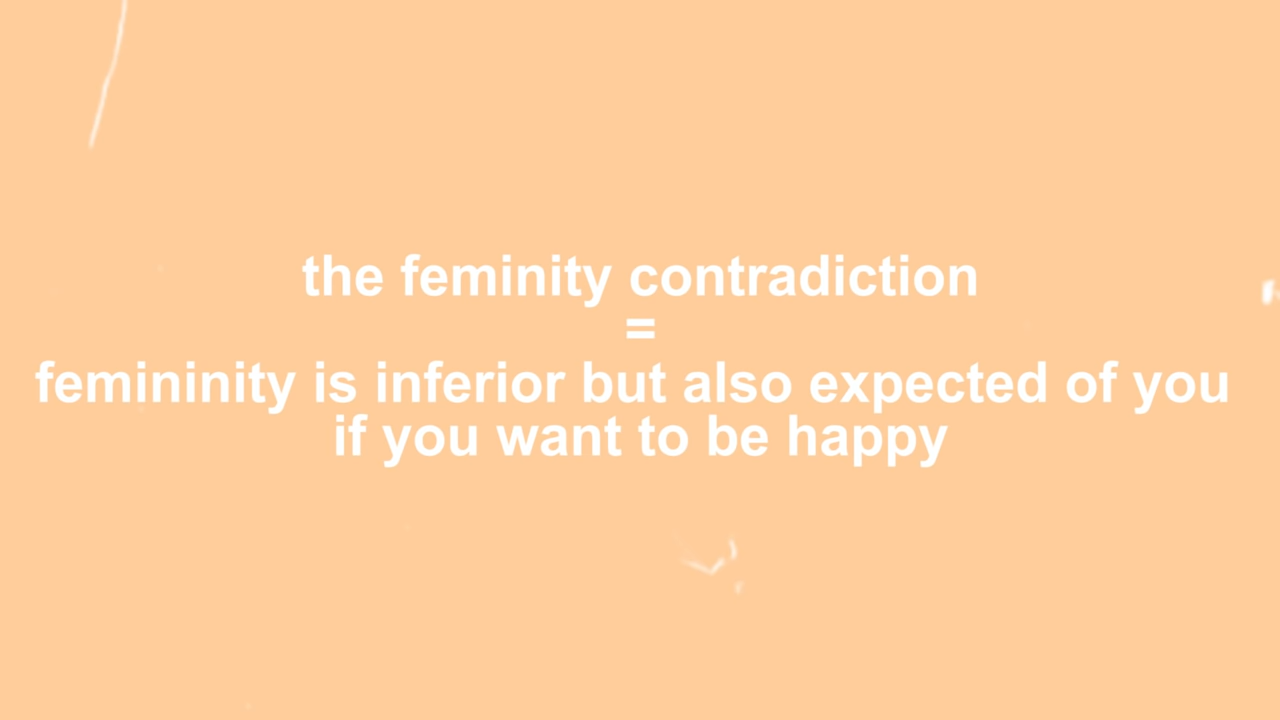 the feminity contradiction
=
femininity is inferior but also expected of you
if you want to be happy